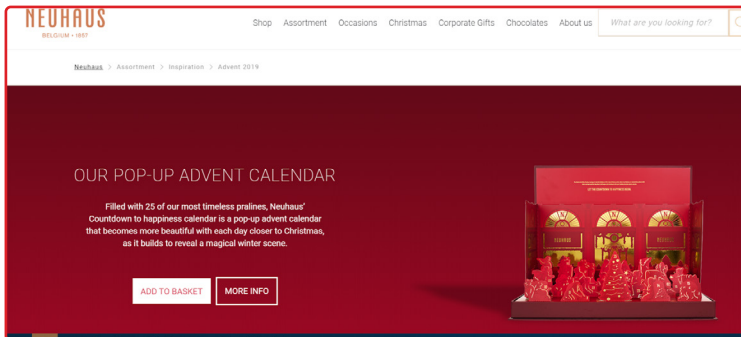 NEUHAUS
BELGIUM • 1857
Shop Assortment Occasions Christmas Corporate Gifts Chocolates About us What are you looking for?
Neuhaus > Assortment > Inspiration > Advent 2019
OUR POP-UP ADVENT CALENDAR
Filled with 25 of our most timeless pralines, Neuhaus'
Countdown to happiness calendar is a pop-up advent calendar
that becomes more beautiful with each day closer to Christmas,
as it builds to reveal a magical winter scene.
ADD TO BASKET MORE INFO
N N N
NEUHAUS NEUHAUS